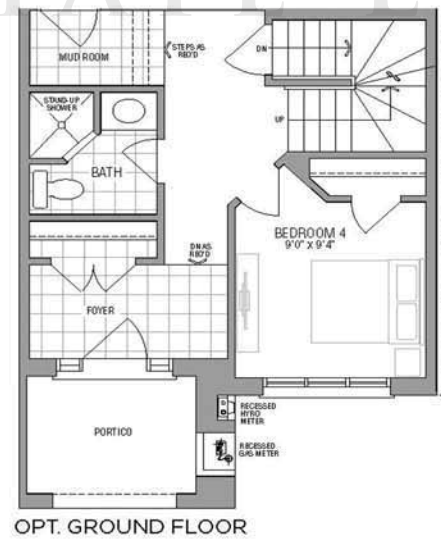 MUD ROOM
STEPS AS
REQ'D
DN
STAND-UP
SHOWER
UP
BATH
BEDROOM 4
9'0" x 9'4"
DN AS
REQ'D
FOYER
PORTICO
RECESSED
HYRO
METER
RECESSED
GAS METER
OPT. GROUND FLOOR